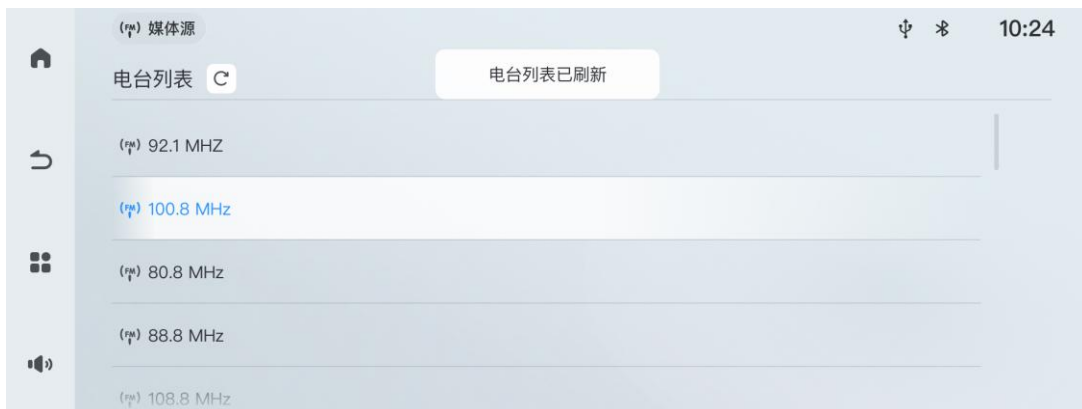 (FM) 媒体源
10:24
电台列表
电台列表已刷新
(FM) 92.1 MHZ
(FM) 100.8 MHz
(FM) 80.8 MHz
(FM) 88.8 MHz
(FM) 108.8 MHz